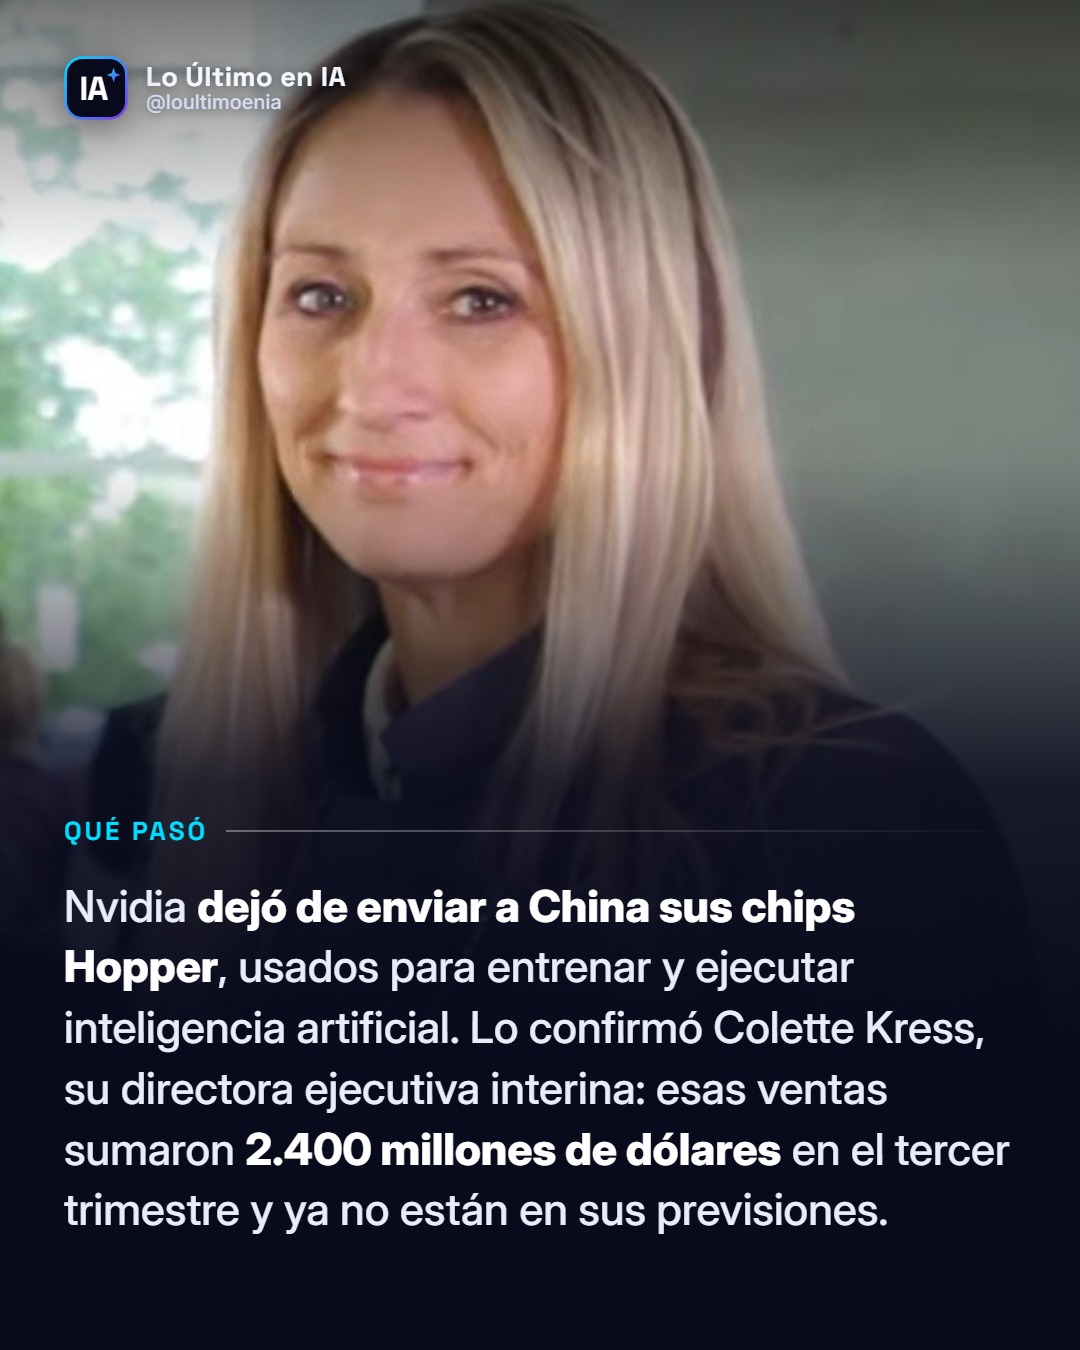 IA
Lo Último en IA
@loultimoenia
QUÉ PASÓ
Nvidia dejó de enviar a China sus chips
Hopper, usados para entrenar y ejecutar
inteligencia artificial. Lo confirmó Colette Kress,
su directora ejecutiva interina: esas ventas
sumaron 2.400 millones de dólares en el tercer
trimestre y ya no están en sus previsiones.